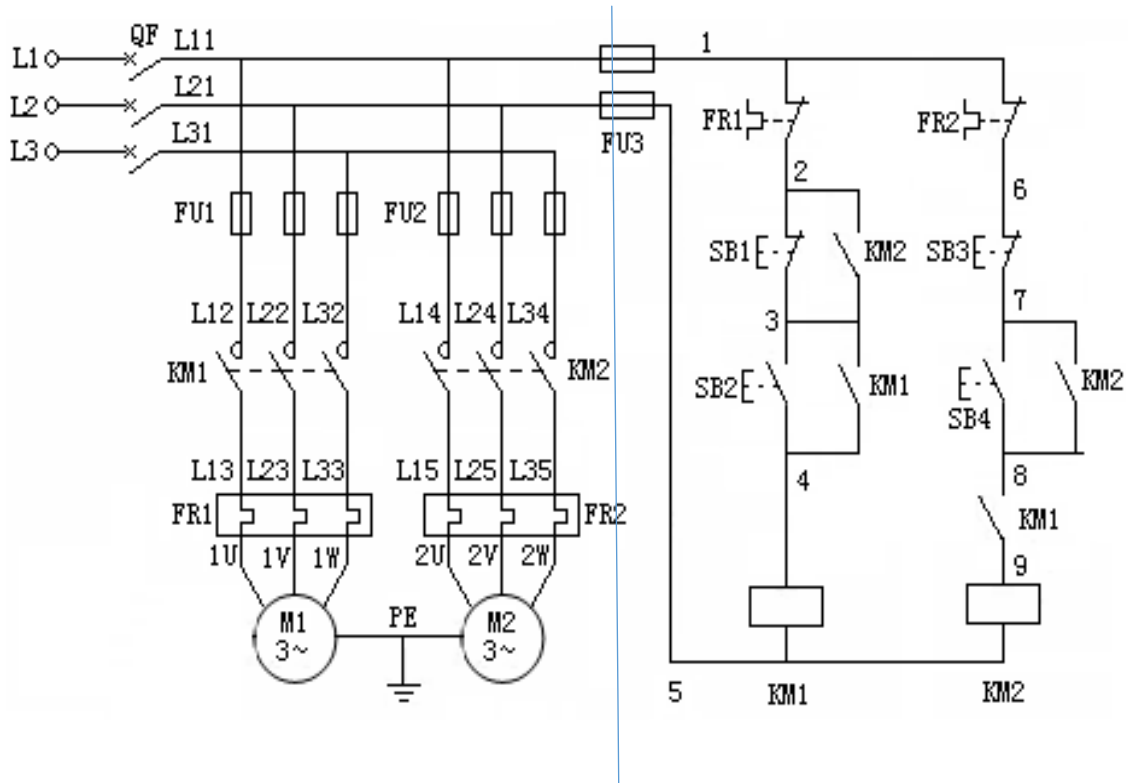 QF L11 1
L1
L21
L2
FR1 FR2
L31 FU3
L3
2 6
FU1 FU2
SB1 KM2 SB3
L12 L22 L32 L14 L24 L34 3 7
KM1 KM2 SB2 KM1 KM2
SB4
L13 L23 L33 L15 L25 L35 4 8
FR1 FR2 KM1
1U 1V 1W 2U 2V 2W 9
M1 PE M2
3~ 3~
5 KM1 KM2